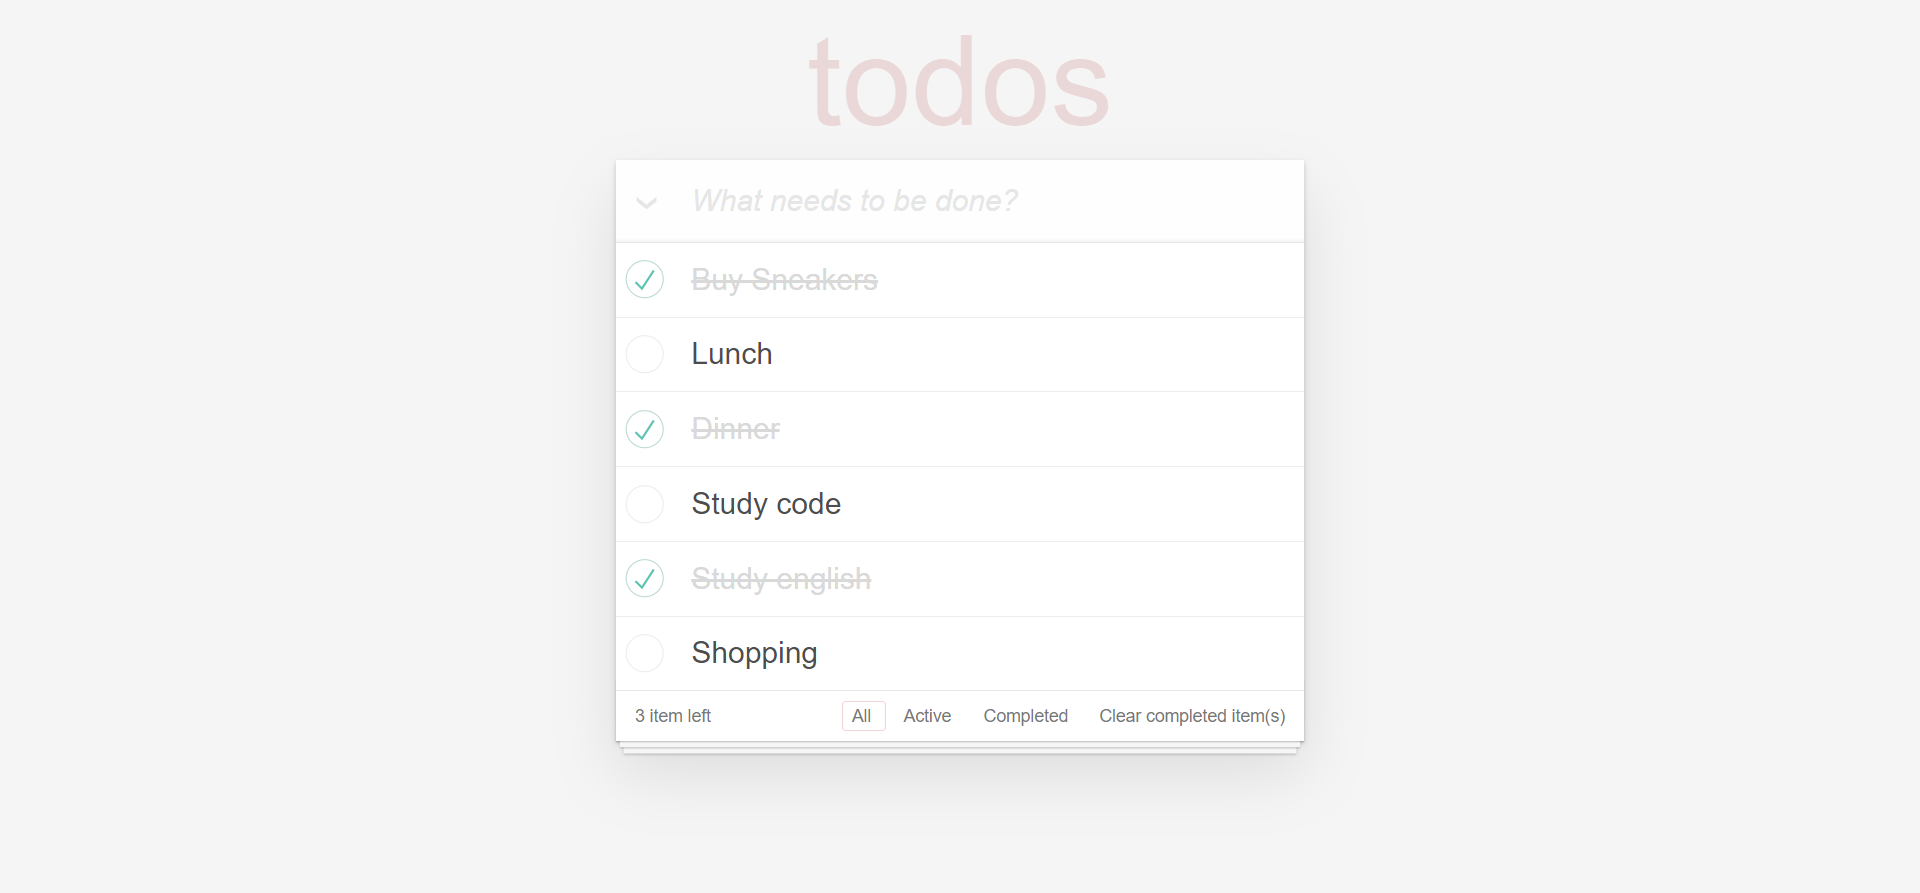 todos
What needs to be done?
Buy Sneakers
Lunch
Dinner
Study code
Study english
Shopping
3 item left All Active Completed Clear completed item(s)